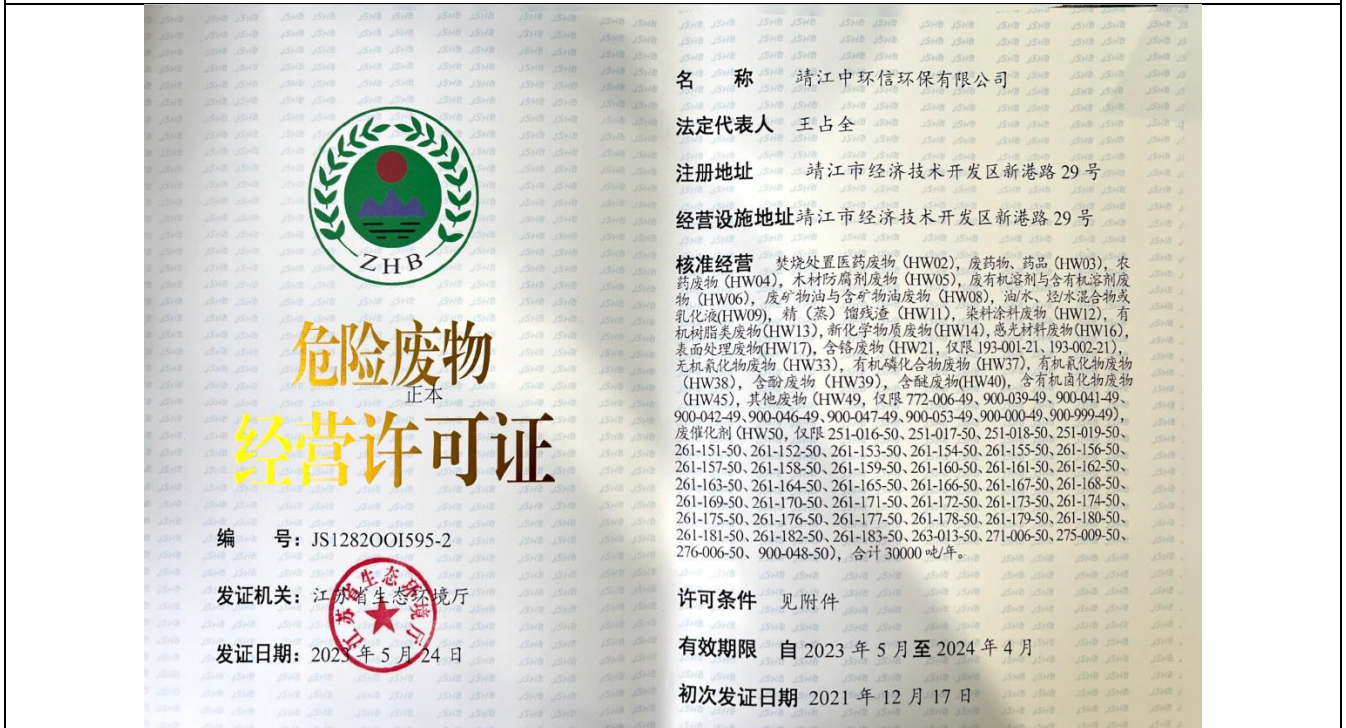 ZHB
危险废物
正本
经营许可证
编 号：JS1282OOI595-2
发证机关：江苏省生态环境厅
江苏省生态环境厅
发证日期：2023 年 5 月 24 日
名 称 靖江中环信环保有限公司
法定代表人 王占全
注册地址 靖江市经济技术开发区新港路 29 号
经营设施地址靖江市经济技术开发区新港路 29 号
核准经营 焚烧处置医药废物（HW02），废药物、药品（HW03），农
药废物（HW04），木材防腐剂废物（HW05），废有机溶剂与含有机溶剂废
物（HW06），废矿物油与含矿物油废物（HW08），油/水、烃/水混合物或
乳化液(HW09)，精（蒸）馏残渣（HW11），染料涂料废物（HW12），有
机树脂类废物(HW13)，新化学物质废物(HW14)，感光材料废物(HW16)，
表面处理废物(HW17)，含铬废物（HW21，仅限 193-001-21、193-002-21），
无机氰化物废物（HW33），有机磷化合物废物（HW37），有机氰化物废物
（HW38），含酚废物（HW39），含醚废物(HW40)，含有机卤化物废物
（HW45），其他废物（HW49，仅限 772-006-49、900-039-49、900-041-49、
900-042-49、900-046-49、900-047-49、900-053-49、900-000-49、900-999-49），
废催化剂（HW50，仅限 251-016-50、251-017-50、251-018-50、251-019-50、
261-151-50、261-152-50、261-153-50、261-154-50、261-155-50、261-156-50、
261-157-50、261-158-50、261-159-50、261-160-50、261-161-50、261-162-50、
261-163-50、261-164-50、261-165-50、261-166-50、261-167-50、261-168-50、
261-169-50、261-170-50、261-171-50、261-172-50、261-173-50、261-174-50、
261-175-50、261-176-50、261-177-50、261-178-50、261-179-50、261-180-50、
261-181-50、261-182-50、261-183-50、263-013-50、271-006-50、275-009-50、
276-006-50、900-048-50），合计 30000 吨/年。
许可条件 见附件
有效期限 自 2023 年 5 月至 2024 年 4 月
初次发证日期 2021 年 12 月 17 日